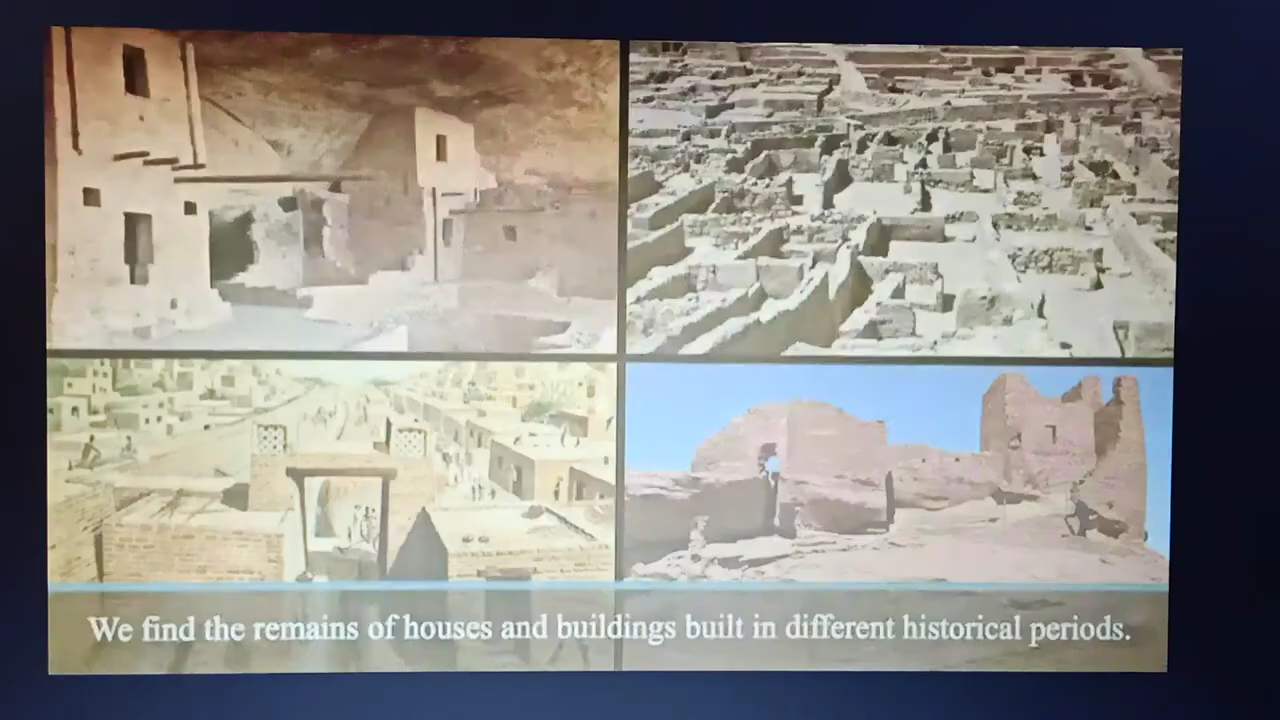 We find the remains of houses and buildings built in different historical periods.